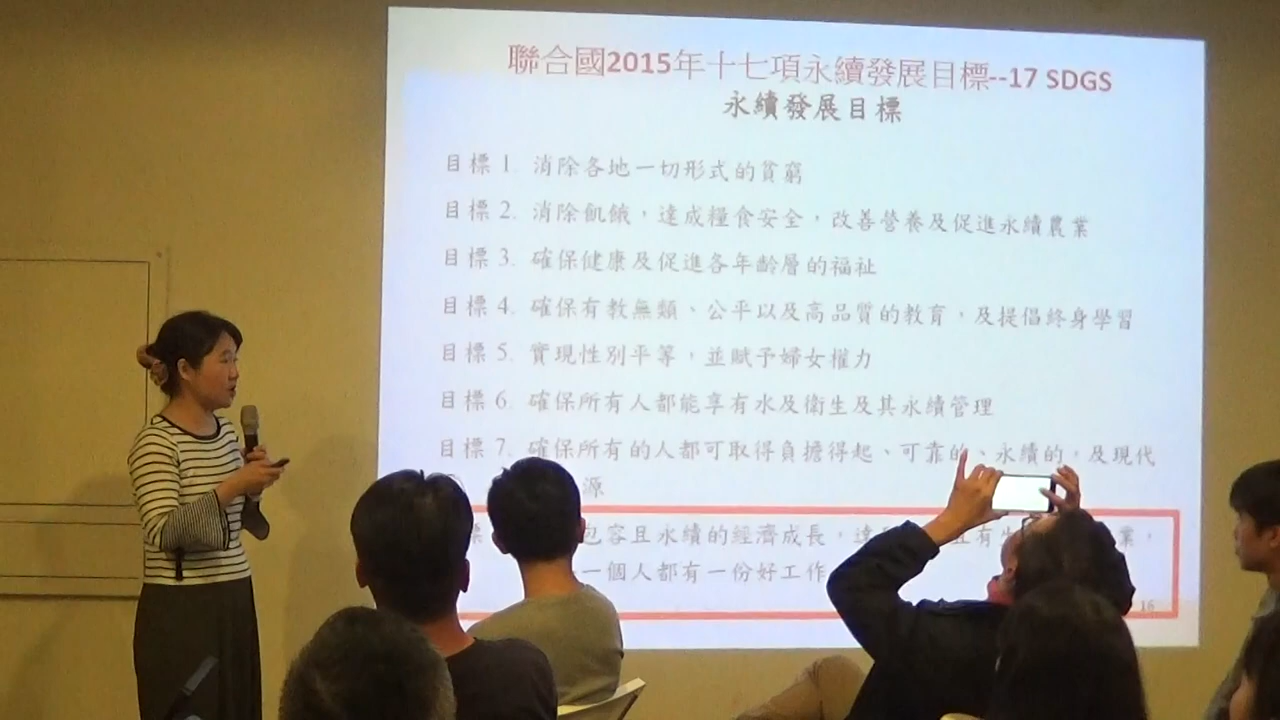 聯合國2015年十七項永續發展目標--17 SDGS
永續發展目標
目標 1. 消除各地一切形式的貧窮
目標 2. 消除飢餓，達成糧食安全，改善營養及促進永續農業
目標 3. 確保健康及促進各年齡層的福祉
目標 4. 確保有教無類、公平以及高品質的教育，及提倡終身學習
目標 5. 實現性別平等，並賦予婦女權力
目標 6. 確保所有人都能享有水及衛生及其永續管理
目標 7. 確保所有的人都可取得負擔得起、可靠的、永續的，及現代
源
標 包容且永續的經濟成長，達 且有 業，
一個人都有一份好工作
16